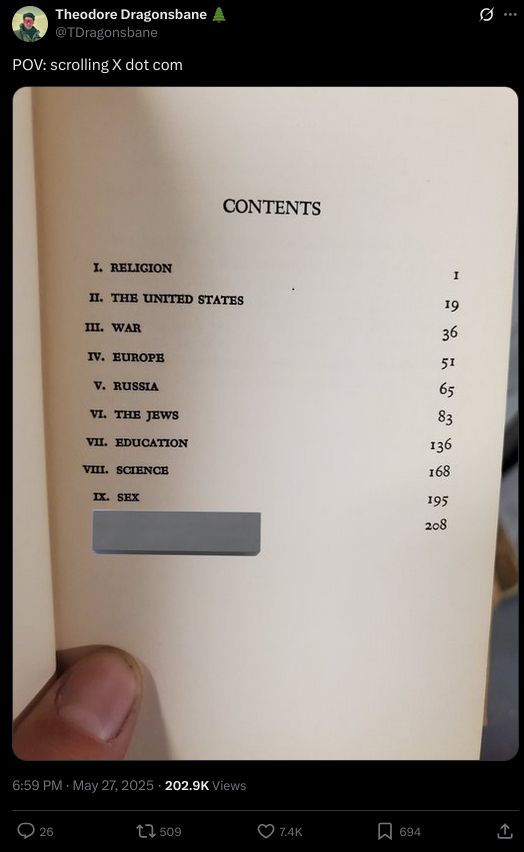 Theodore Dragonsbane 🌲
@TDragonsbane
POV: scrolling X dot com
CONTENTS
I. RELIGION 1
II. THE UNITED STATES 19
III. WAR 36
IV. EUROPE 51
V. RUSSIA 65
VI. THE JEWS 83
VII. EDUCATION 136
VIII. SCIENCE 168
IX. SEX 195
208
6:59 PM · May 27, 2025 · 202.9K Views
26 509 7.4K 694